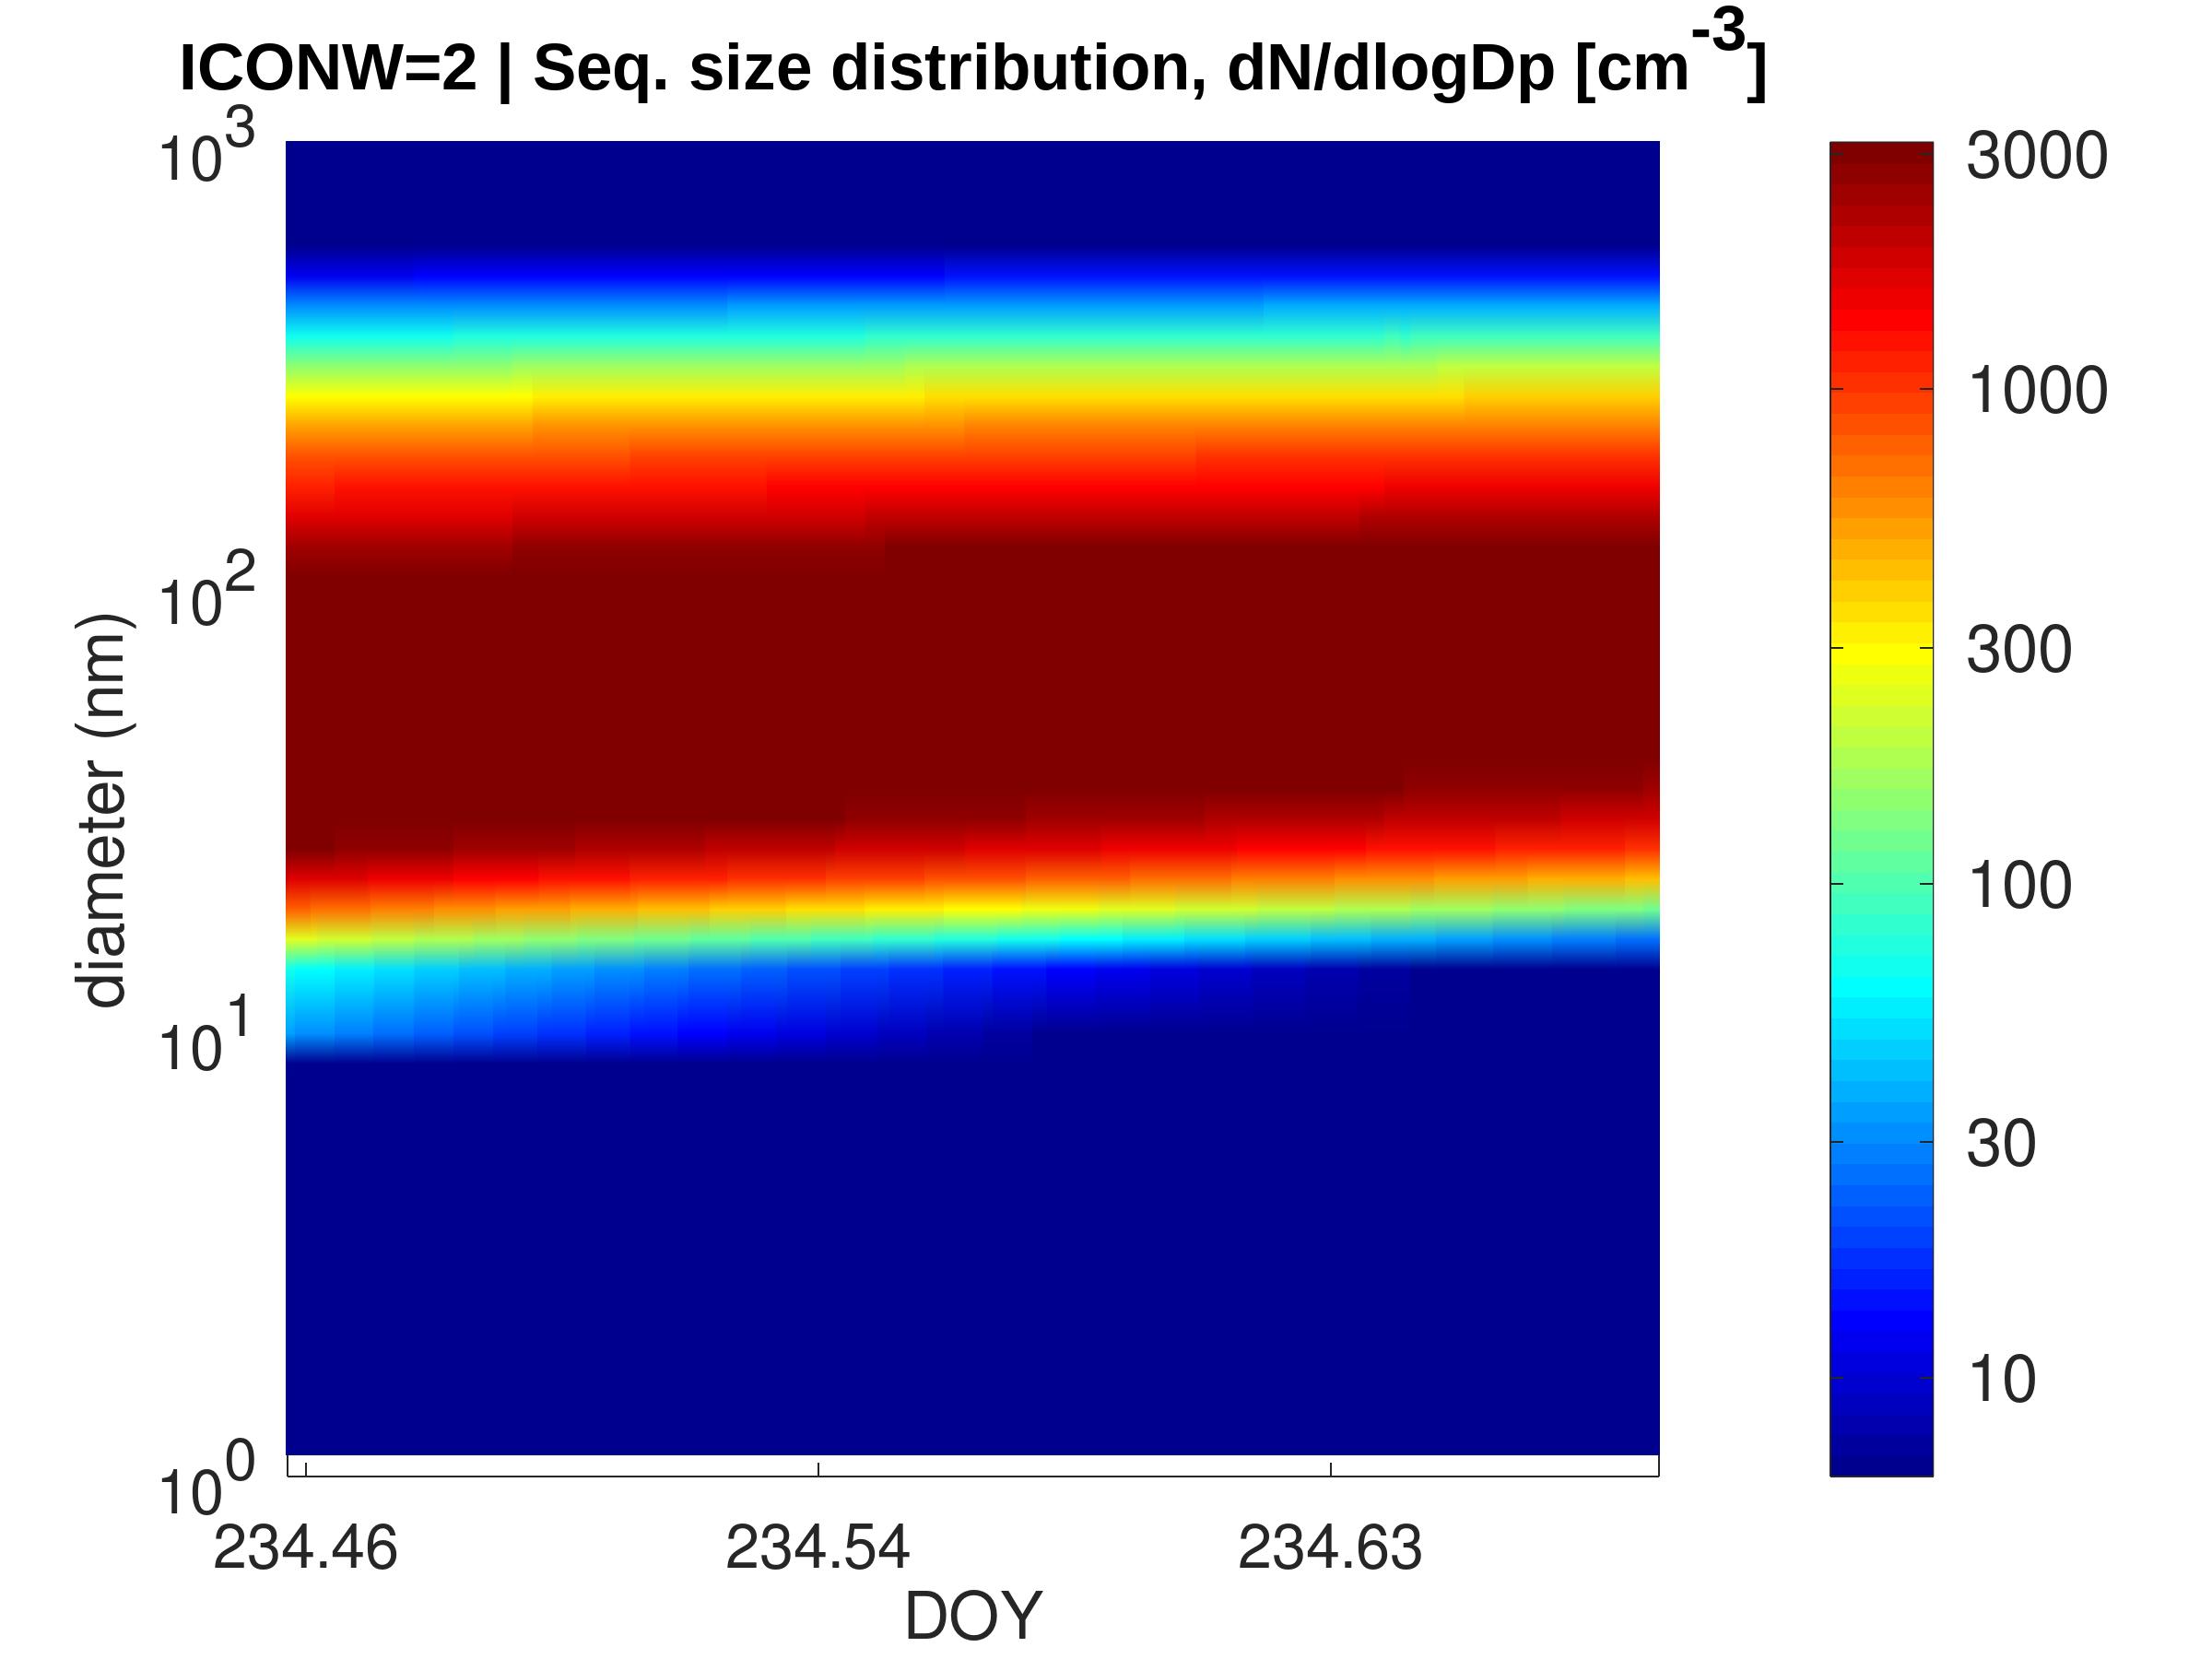 ICONW=2 | Seq. size distribution, dN/dlogDp [cm-3]
10^3
10^2
10^1
10^0
diameter (nm)
234.46 234.54 234.63
DOY
3000
1000
300
100
30
10